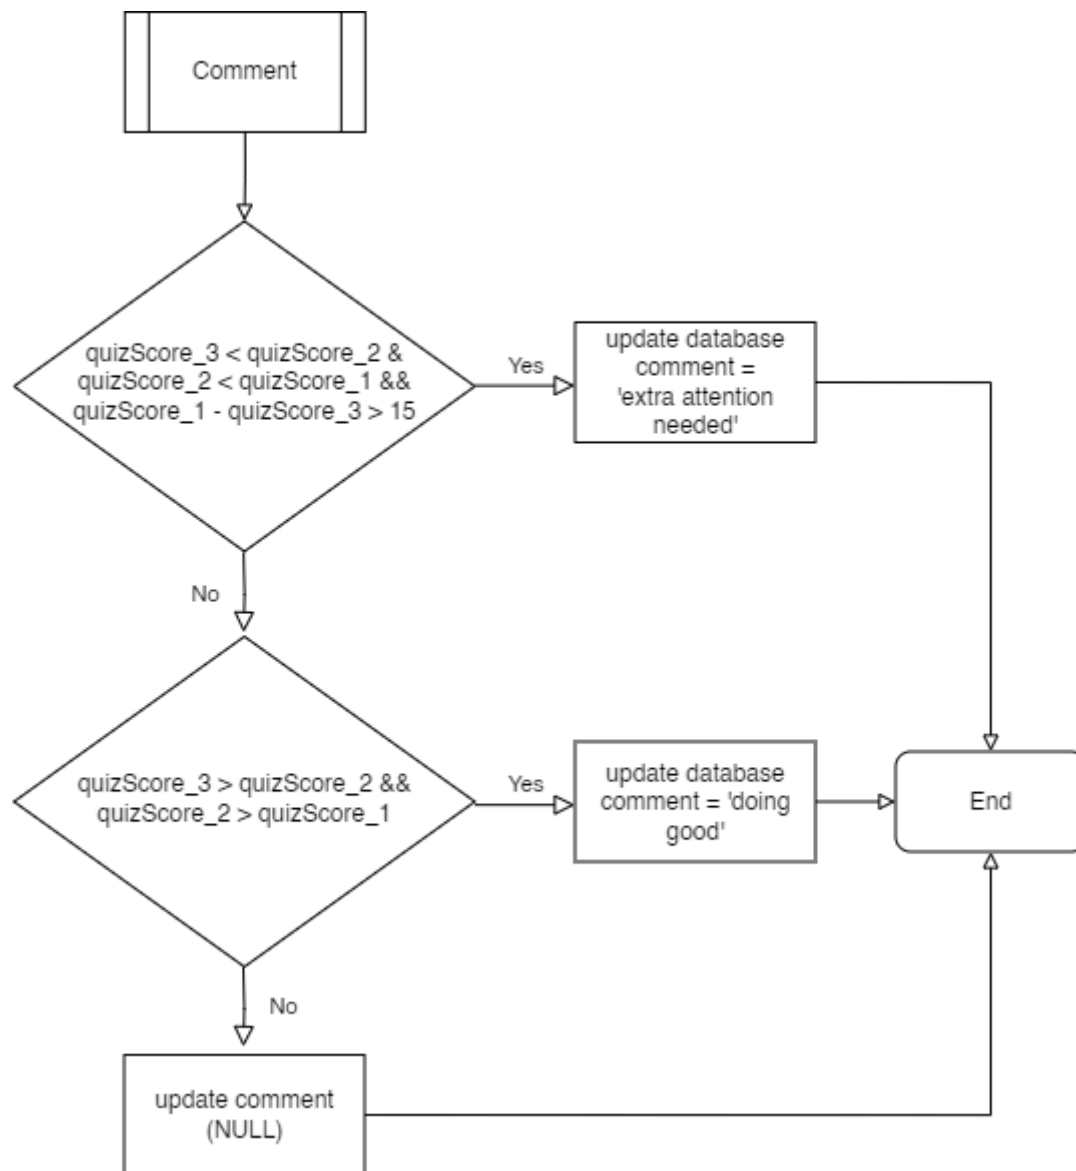 Comment
quizScore_3 < quizScore_2 &
quizScore_2 < quizScore_1 &&
quizScore_1 - quizScore_3 > 15
Yes
update database
comment =
'extra attention
needed'
No
quizScore_3 > quizScore_2 &&
quizScore_2 > quizScore_1
Yes
update database
comment = 'doing
good'
End
No
update comment
(NULL)